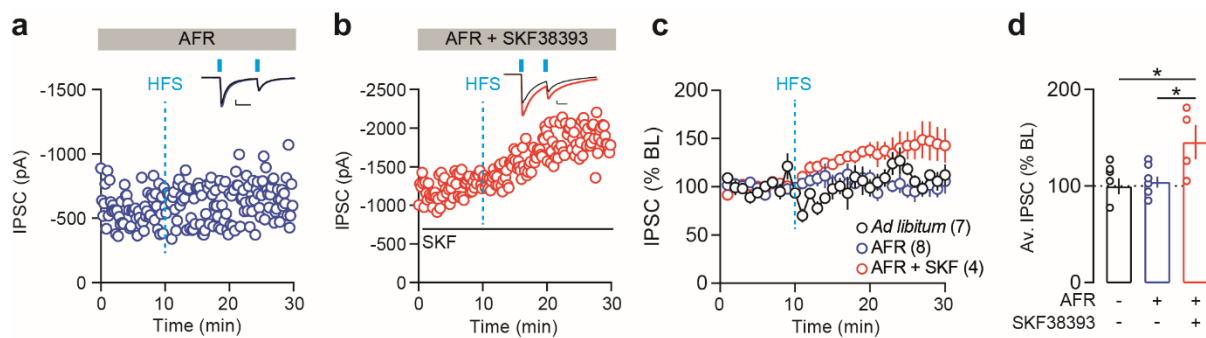 a
AFR
HFS
-1500
-1000
-500
0
IPSC (pA)
0 10 20 30
Time (min)
b
AFR + SKF38393
HFS
-2500
-2000
-1500
-1000
-500
0
IPSC (pA)
SKF
0 10 20 30
Time (min)
c
HFS
200
150
100
50
0
IPSC (% BL)
Ad libitum (7)
AFR (8)
AFR + SKF (4)
0 10 20 30
Time (min)
d
*
*
200
100
0
Av. IPSC (% BL)
AFR - + +
SKF38393 - - +